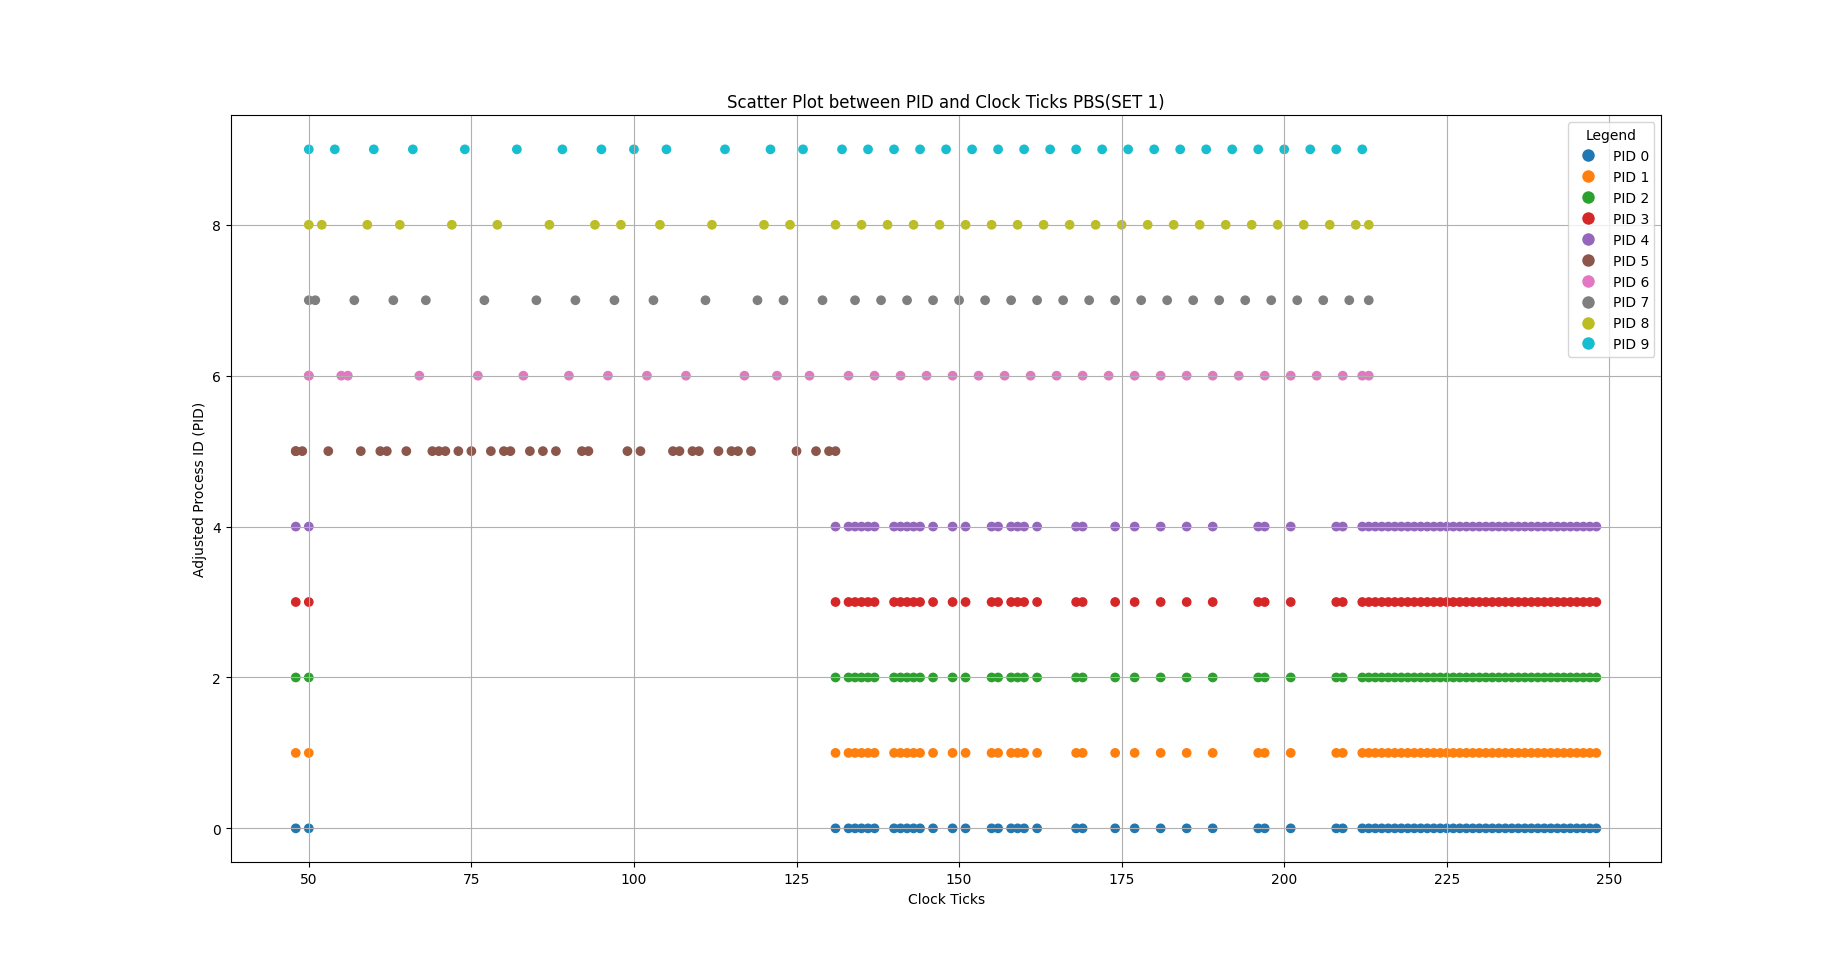 Scatter Plot between PID and Clock Ticks PBS(SET 1)
Legend
PID 0
PID 1
PID 2
PID 3
PID 4
PID 5
PID 6
PID 7
PID 8
PID 9
Adjusted Process ID (PID)
8
6
4
2
0
50 75 100 125 150 175 200 225 250
Clock Ticks